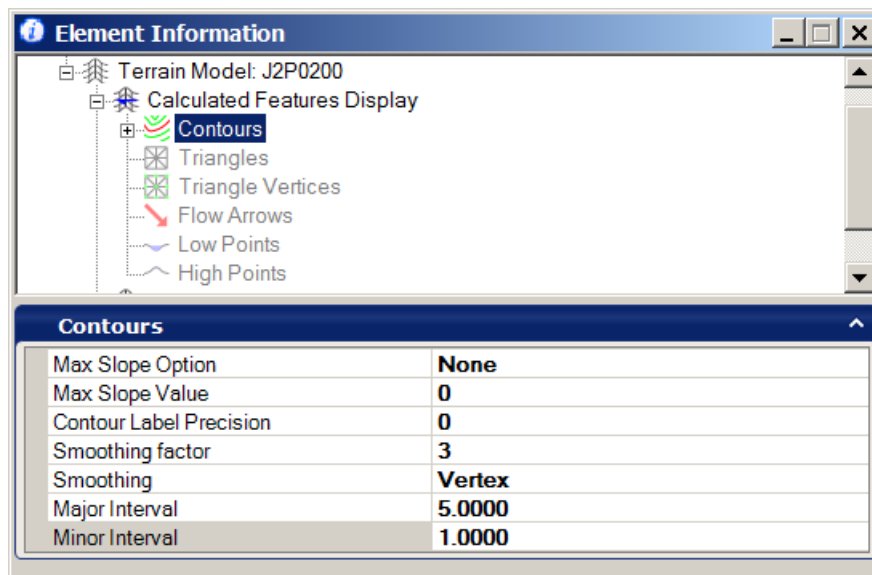 Element Information
Terrain Model: J2P0200
Calculated Features Display
Contours
Triangles
Triangle Vertices
Flow Arrows
Low Points
High Points
Contours
Max Slope Option None
Max Slope Value 0
Contour Label Precision 0
Smoothing factor 3
Smoothing Vertex
Major Interval 5.0000
Minor Interval 1.0000